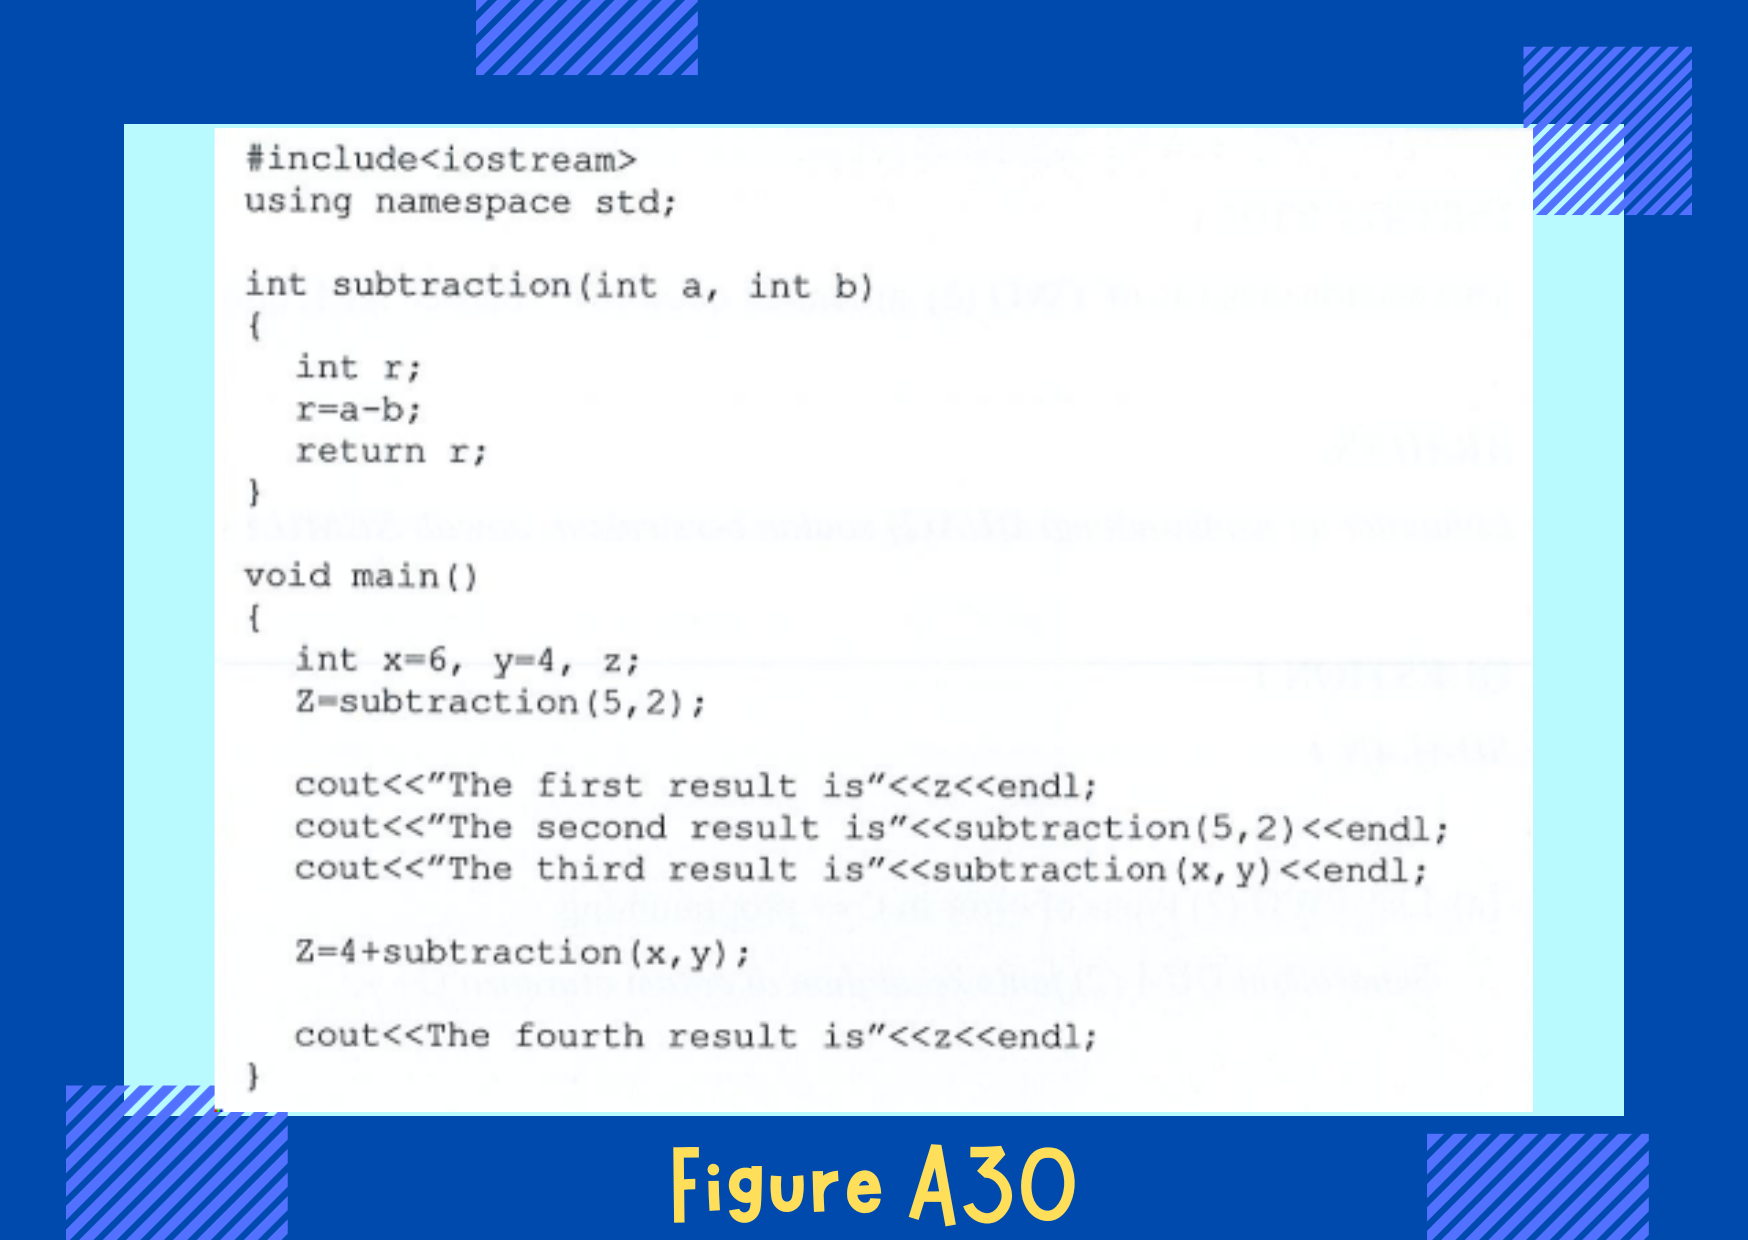 #include<iostream>
using namespace std;
int subtraction(int a, int b)
{
int r;
r=a-b;
return r;
}
void main()
{
int x=6, y=4, z;
Z=subtraction(5,2);
cout<<”The first result is”<<z<<endl;
cout<<”The second result is”<<subtraction(5,2)<<endl;
cout<<”The third result is”<<subtraction(x,y)<<endl;
Z=4+subtraction(x,y);
cout<<The fourth result is”<<z<<endl;
}
Figure A30